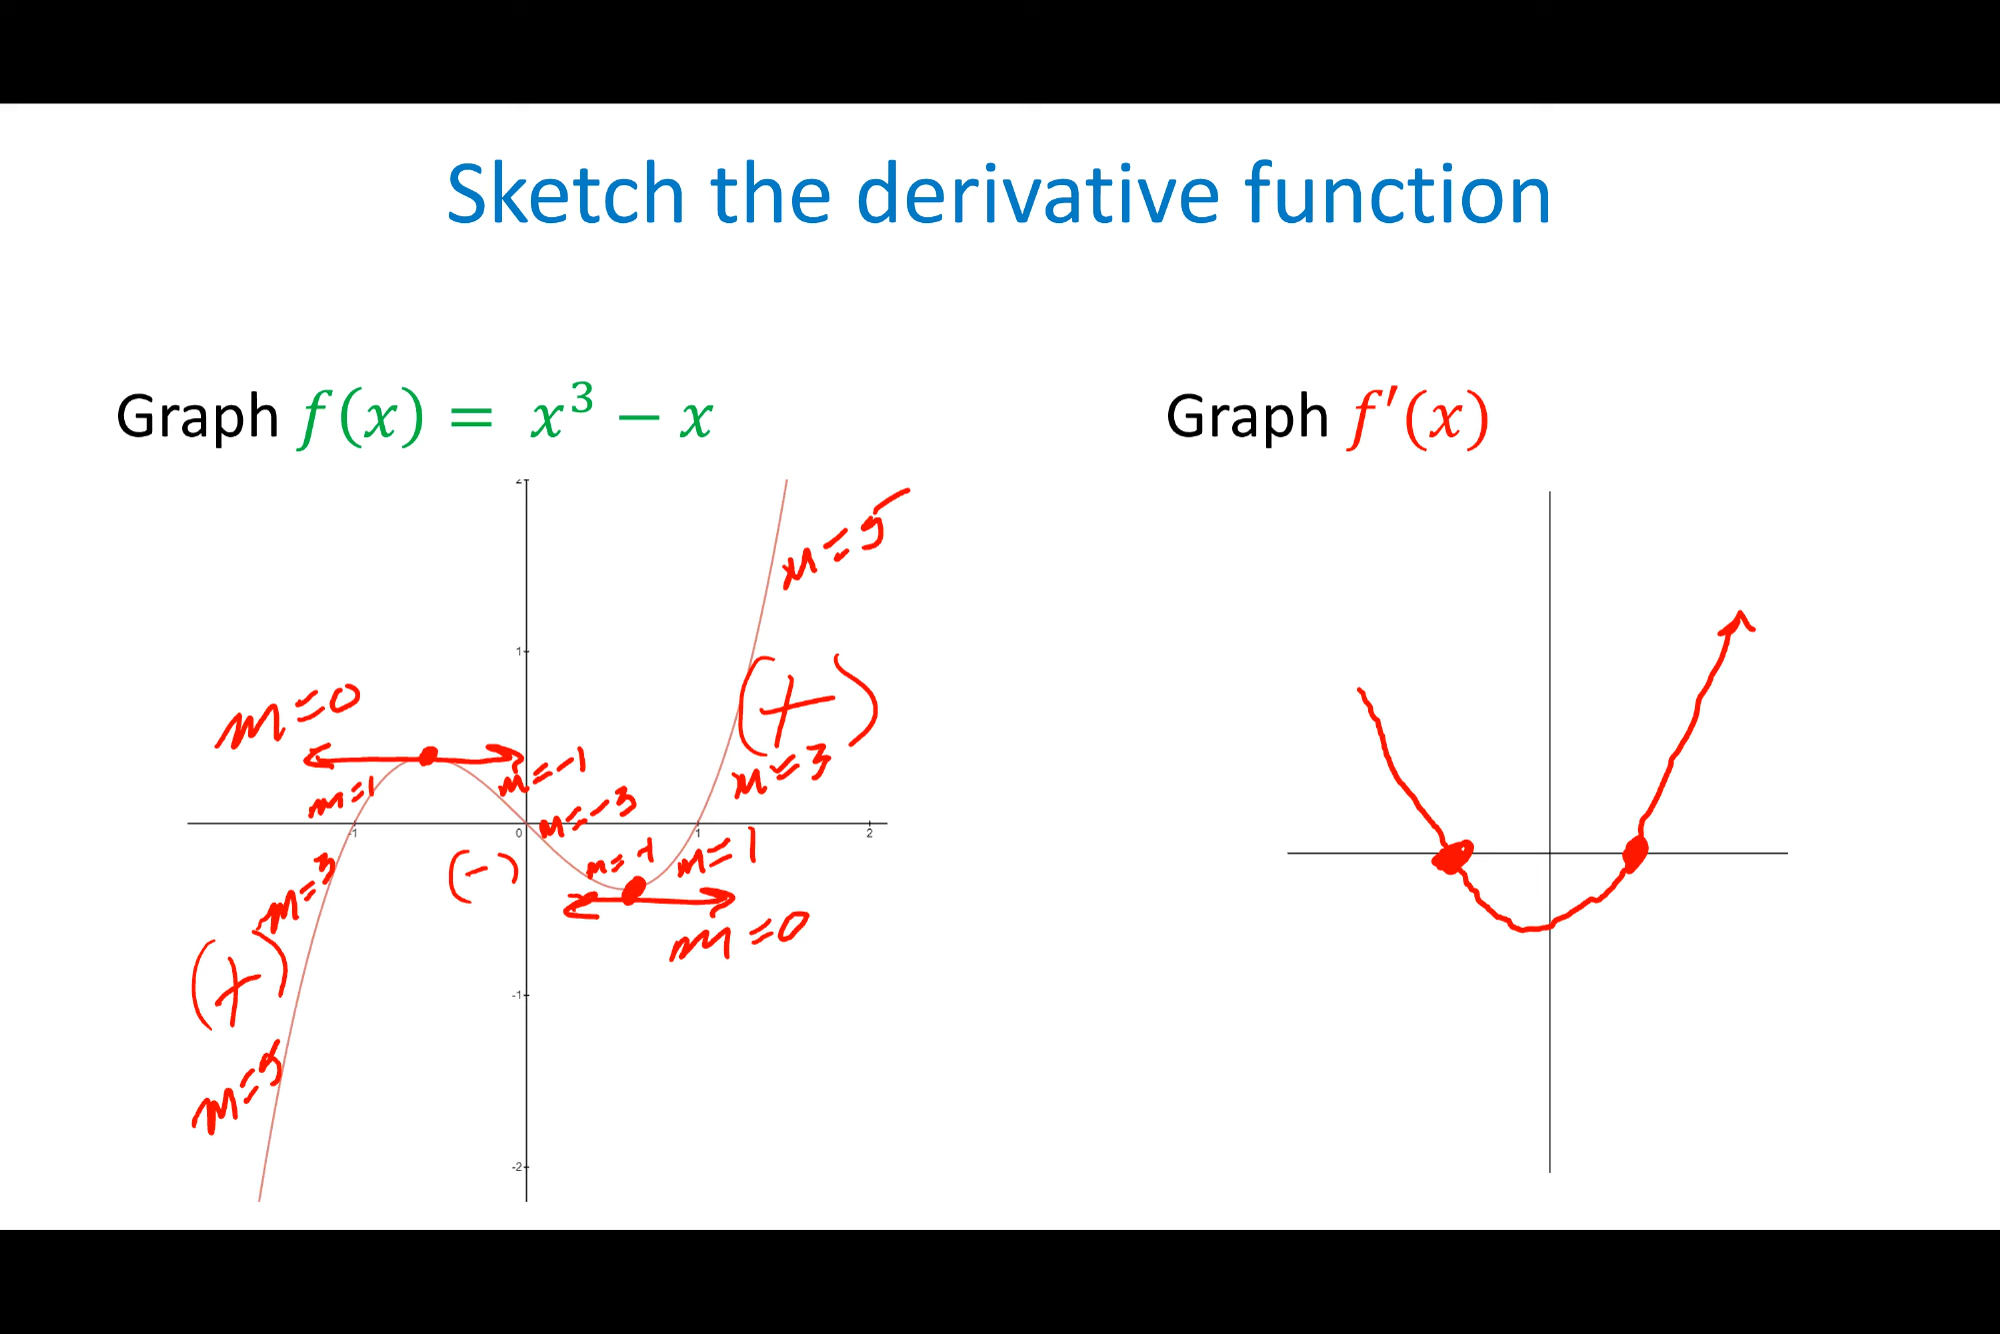 Sketch the derivative function
Graph f(x) = x³ − x
Graph f′(x)
2
m=5
1
(+)
m=0
m=3
m=-1
m=1
m=-3
-1
0
1
2
m=-1
m=1
(-)
m=3
m=0
(+)
-1
m=5
-2